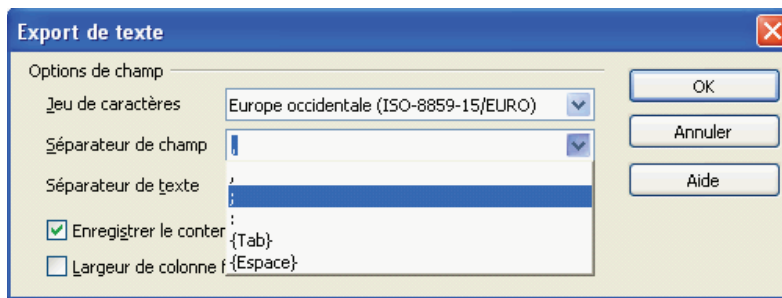 Export de texte
Options de champ
Jeu de caractères Europe occidentale (ISO-8859-15/EURO)
Séparateur de champ ,
Séparateur de texte
,
;
:
{Tab}
{Espace}
Enregistrer le conter
Largeur de colonne f
OK
Annuler
Aide